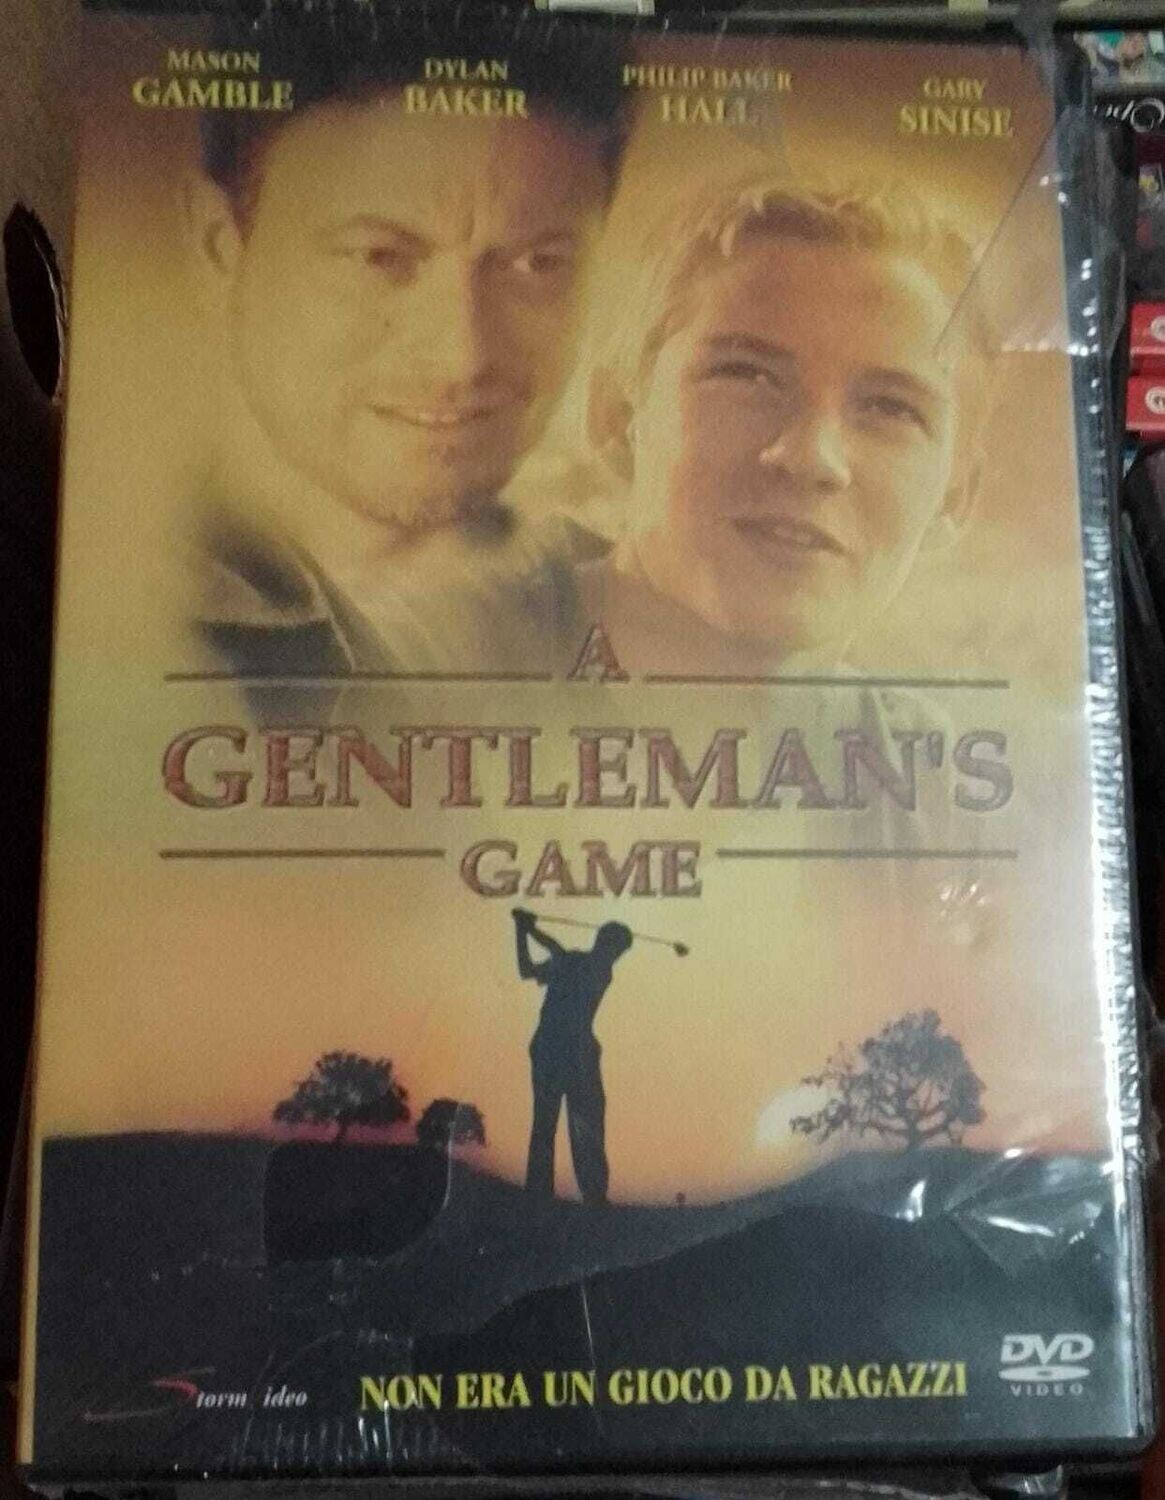 MASON
GAMBLE
DYLAN
BAKER
PHILIP BAKER
HALL
GARY
SINISE
A
GENTLEMAN'S
GAME
Storm ideo
NON ERA UN GIOCO DA RAGAZZI
DVD
VIDEO